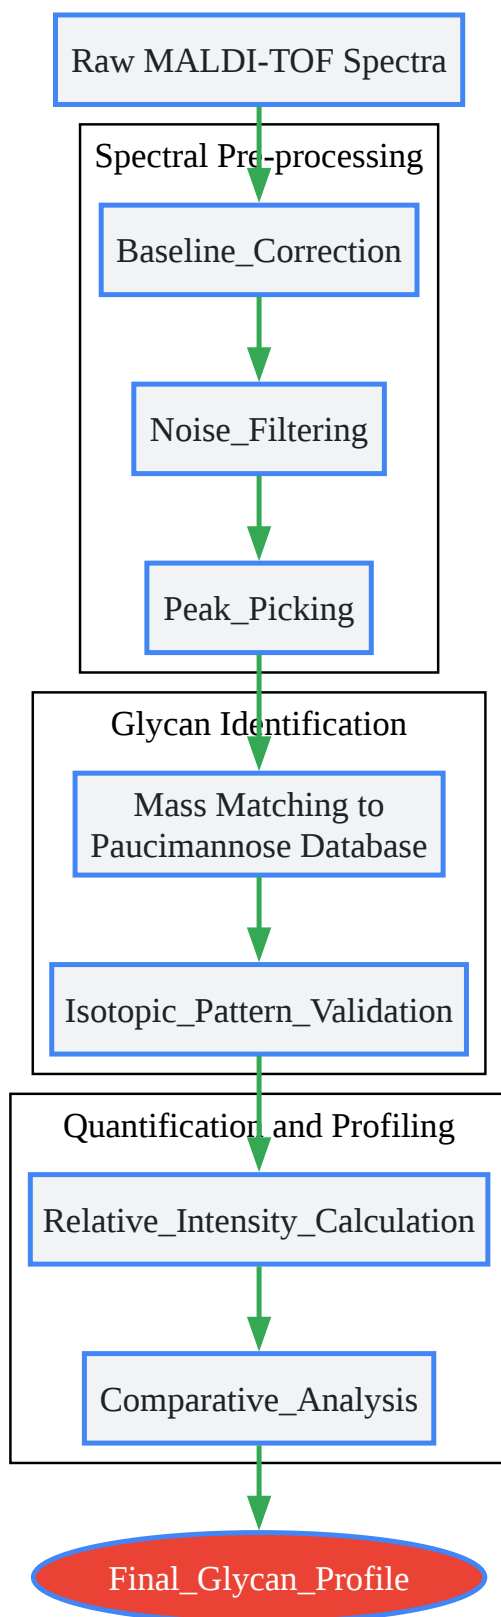 Raw MALDI-TOF Spectra
Spectral Pre-processing
Baseline_Correction
Noise_Filtering
Peak_Picking
Glycan Identification
Mass Matching to
Paucimannose Database
Isotopic_Pattern_Validation
Quantification and Profiling
Relative_Intensity_Calculation
Comparative_Analysis
Final_Glycan_Profile